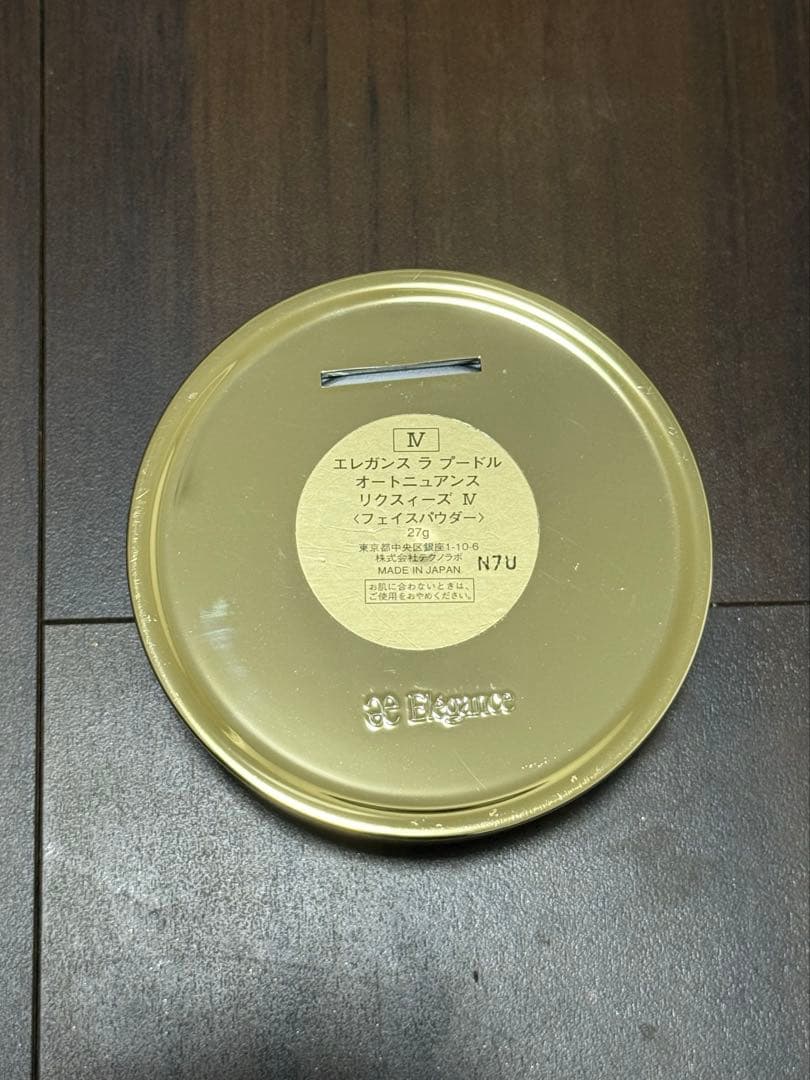 Ⅳ
エレガンス ラ プードル
オートニュアンス
リクスィーズ Ⅳ
〈フェイスパウダー〉
27g
東京都中央区銀座1-10-6
株式会社テクノラボ
MADE IN JAPAN N7U
お肌に合わないときは、
ご使用をおやめください。
Elégance